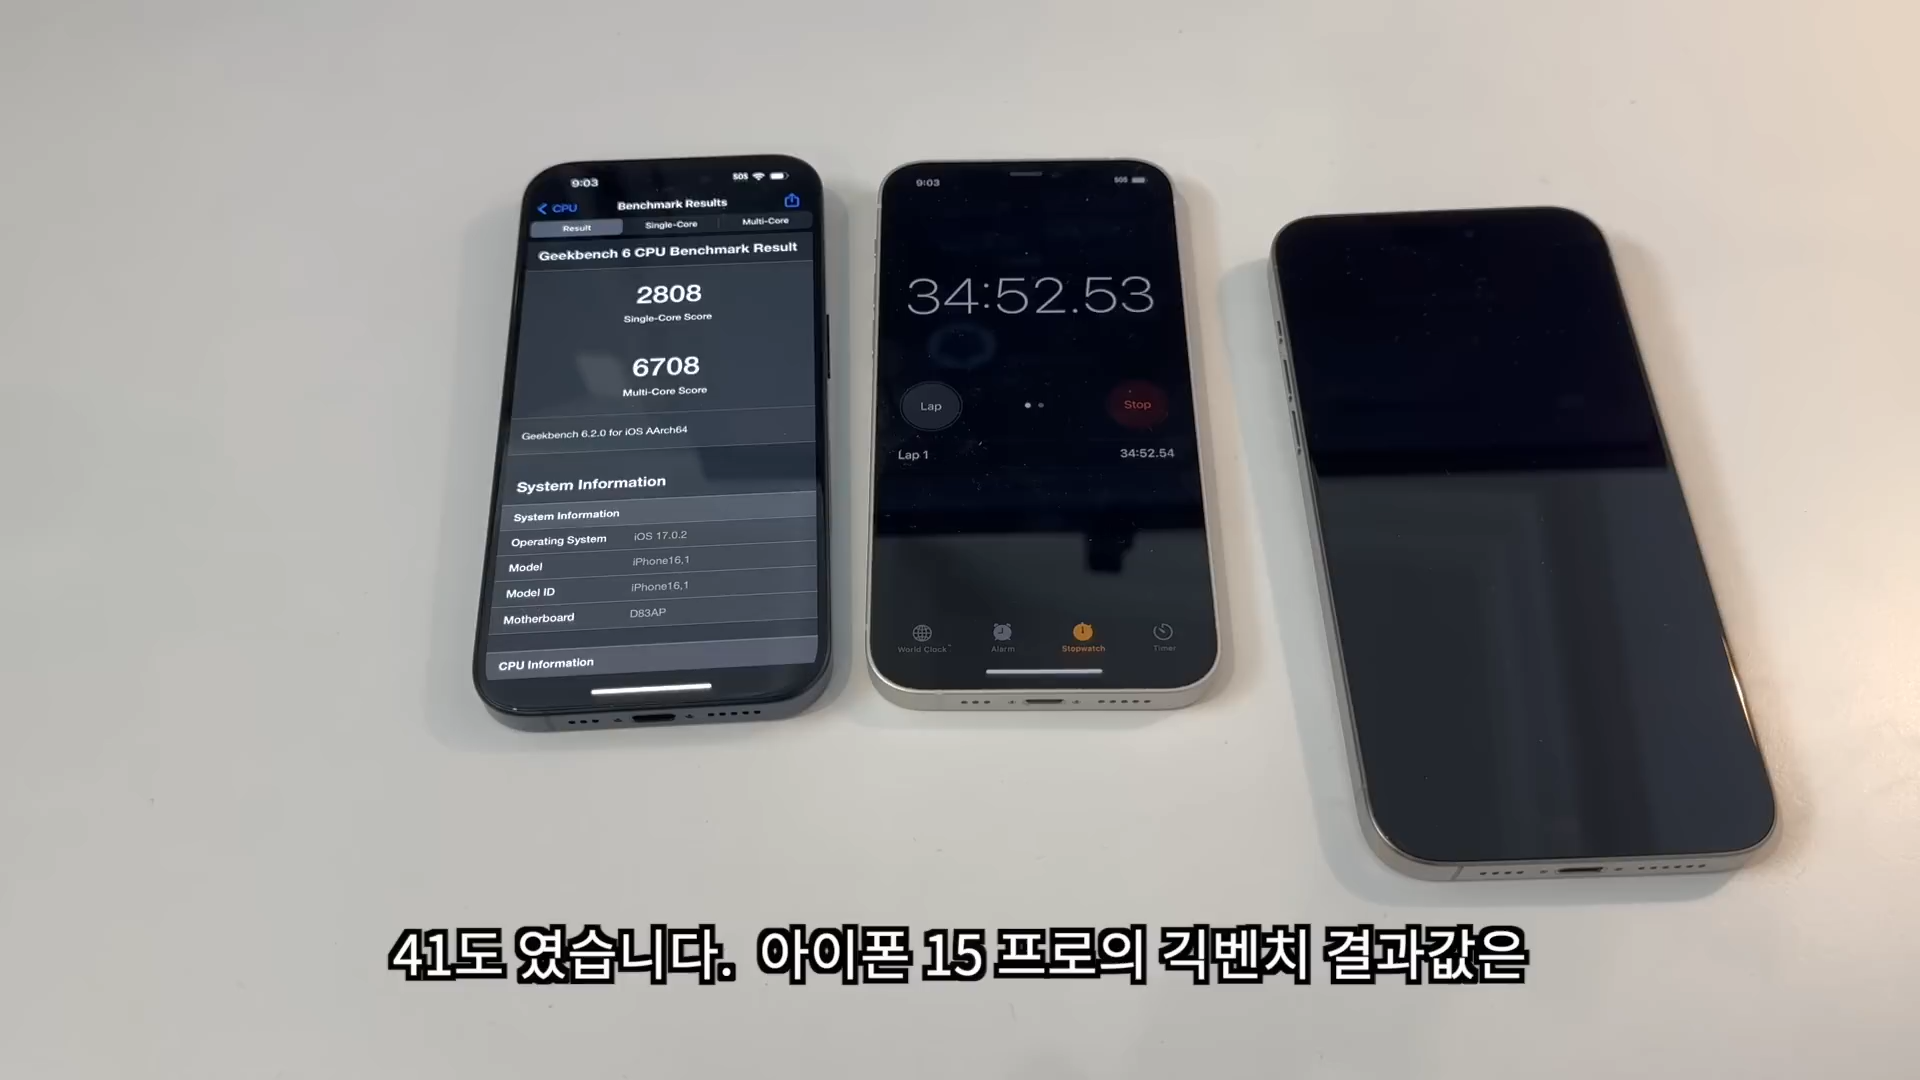 9:03
SOS
CPU
Benchmark Results
Result
Single-Core
Multi-Core
Geekbench 6 CPU Benchmark Result
2808
Single-Core Score
6708
Multi-Core Score
Geekbench 6.2.0 for iOS AArch64
System Information
System Information
Operating System iOS 17.0.2
Model iPhone16,1
Model ID iPhone16,1
Motherboard D83AP
CPU Information
9:03
SOS
34:52.53
Lap
Stop
Lap 1 34:52.54
World Clock
Alarm
Stopwatch
Timer
41도 였습니다. 아이폰 15 프로의 긱벤치 결과값은